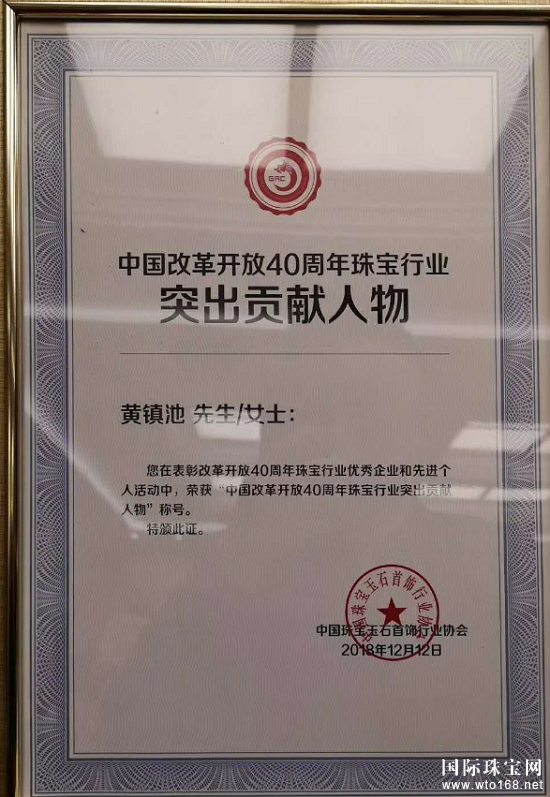 GAC
中国改革开放40周年珠宝行业
突出贡献人物
黄镇池 先生/女士：
您在表彰改革开放40周年珠宝行业优秀企业和先进个
人活动中，荣获“中国改革开放40周年珠宝行业突出贡献
人物”称号。
特颁此证。
中国珠宝玉石首饰行业协会
中国珠宝玉石首饰行业协会
2018年12月12日
国际珠宝网
www.wto168.net